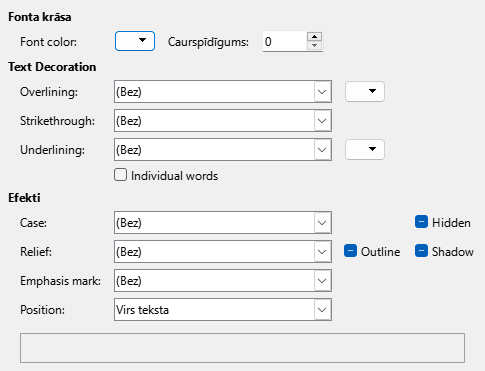 Fonta krāsa
Font color: Caurspīdīgums: 0
Text Decoration
Overlining: (Bez)
Strikethrough: (Bez)
Underlining: (Bez)
Individual words
Efekti
Case: (Bez) Hidden
Relief: (Bez) Outline Shadow
Emphasis mark: (Bez)
Position: Virs teksta